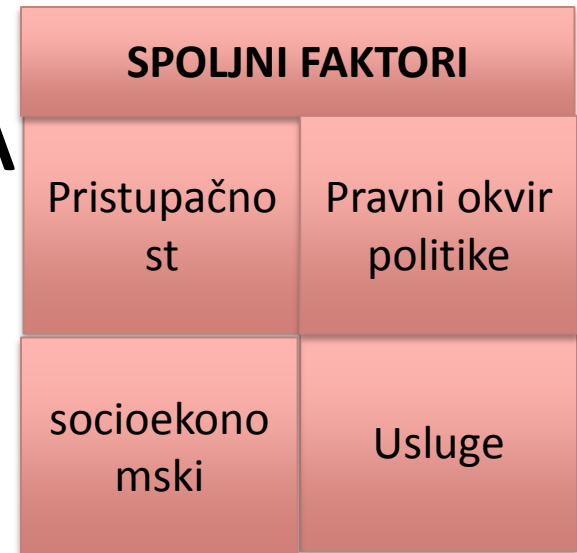 SPOLJNI FAKTORI
A
Pristupačno
st
Pravni okvir
politike
socioekono
mski
Usluge